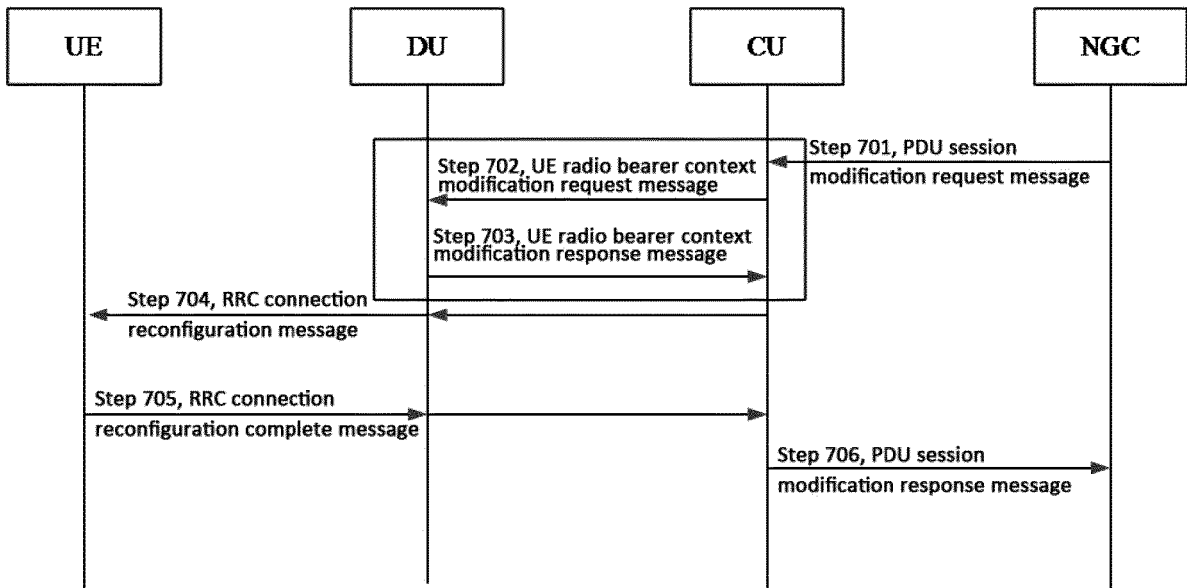 UE
DU
CU
NGC
Step 701, PDU session
modification request message
Step 702, UE radio bearer context
modification request message
Step 703, UE radio bearer context
modification response message
Step 704, RRC connection
reconfiguration message
Step 705, RRC connection
reconfiguration complete message
Step 706, PDU session
modification response message